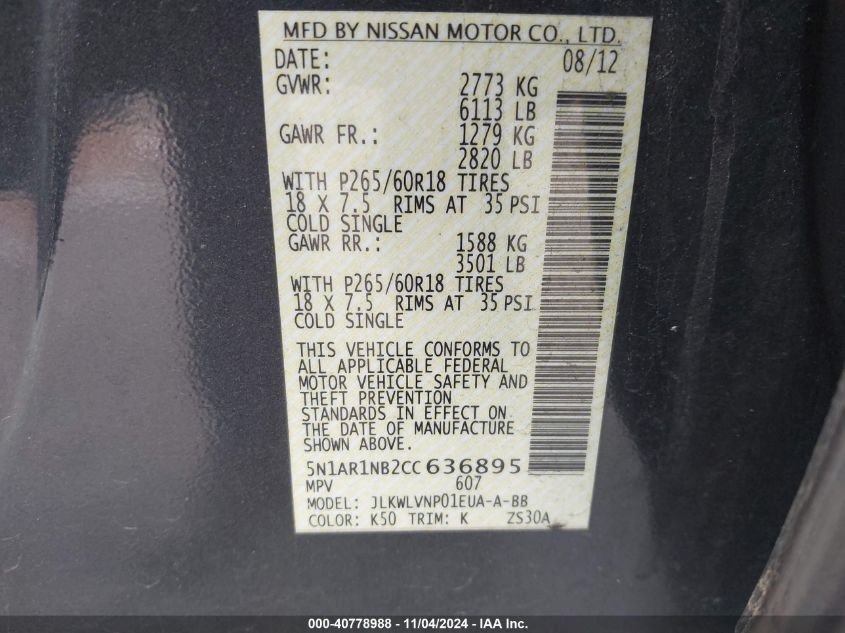 MFD BY NISSAN MOTOR CO., LTD.
DATE: 08/12
GVWR: 2773 KG
6113 LB
GAWR FR.: 1279 KG
2820 LB
WITH P265/60R18 TIRES
18 X 7.5 RIMS AT 35 PSI
COLD SINGLE
GAWR RR.: 1588 KG
3501 LB
WITH P265/60R18 TIRES
18 X 7.5 RIMS AT 35 PSI
COLD SINGLE
THIS VEHICLE CONFORMS TO
ALL APPLICABLE FEDERAL
MOTOR VEHICLE SAFETY AND
THEFT PREVENTION
STANDARDS IN EFFECT ON
THE DATE OF MANUFACTURE
SHOWN ABOVE.
5N1AR1NB2CC636895
MPV 607
MODEL: JLKWLVNP01EUA-A-BB
COLOR: K50 TRIM: K ZS30A
000-40778988 - 11/04/2024 - IAA Inc.